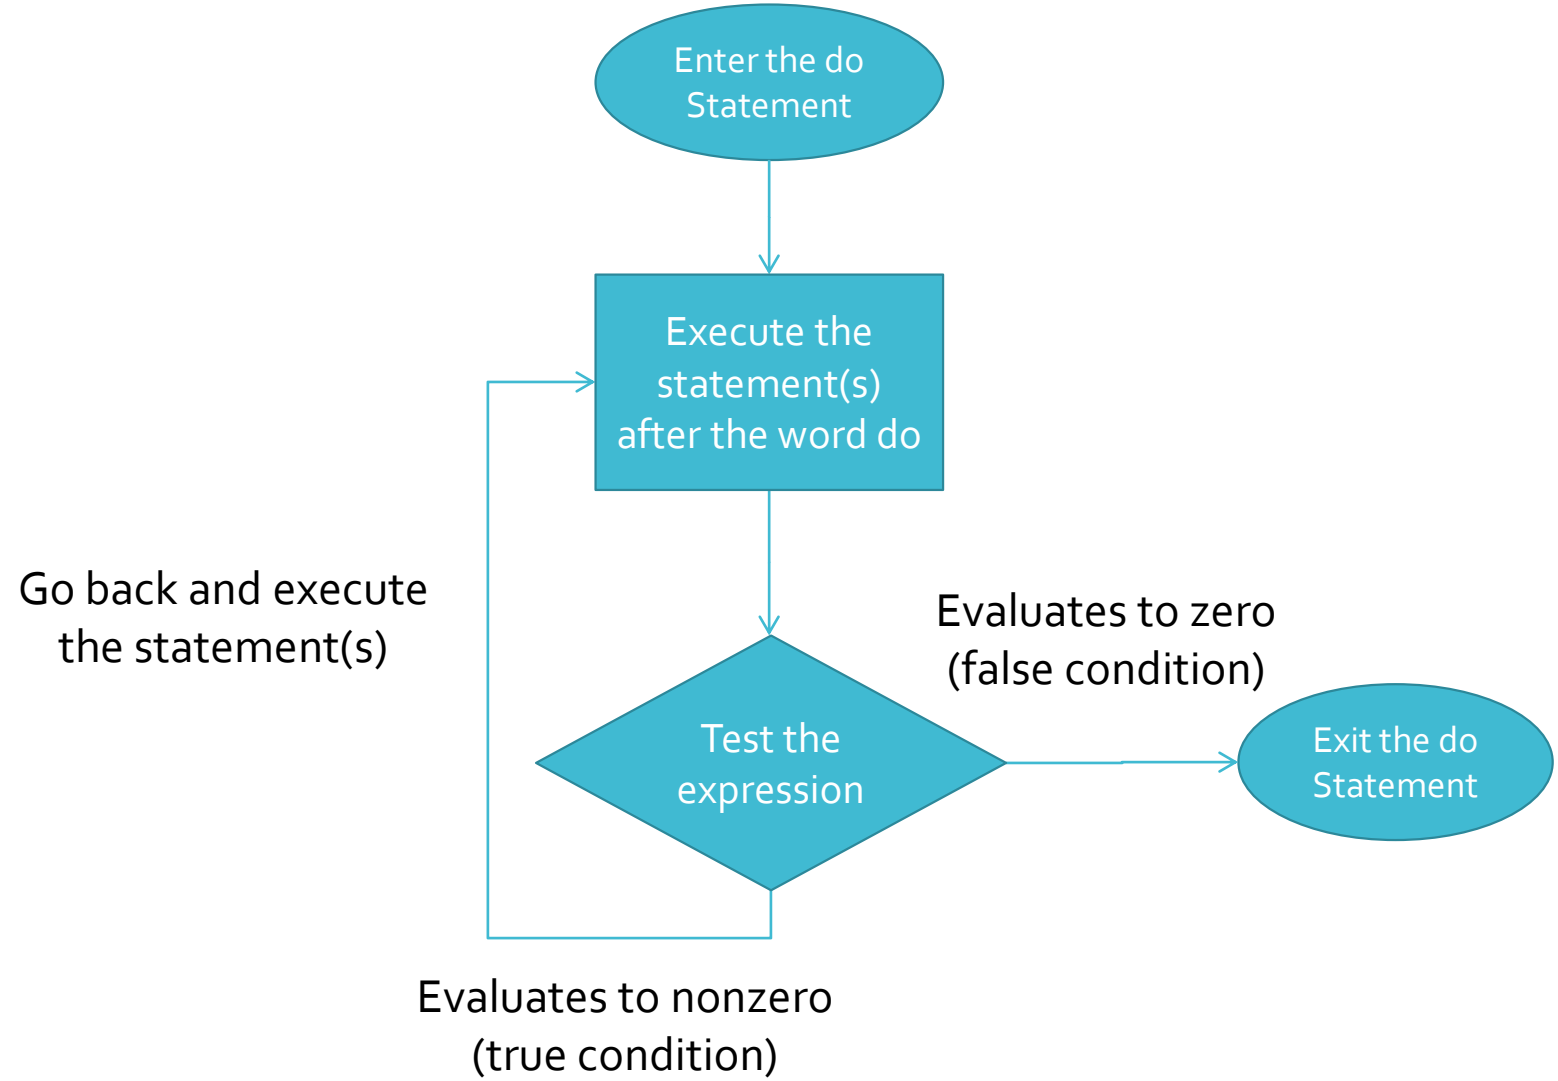 Enter the do
Statement
Execute the
statement(s)
after the word do
Go back and execute
the statement(s)
Evaluates to zero
(false condition)
Test the
expression
Exit the do
Statement
Evaluates to nonzero
(true condition)